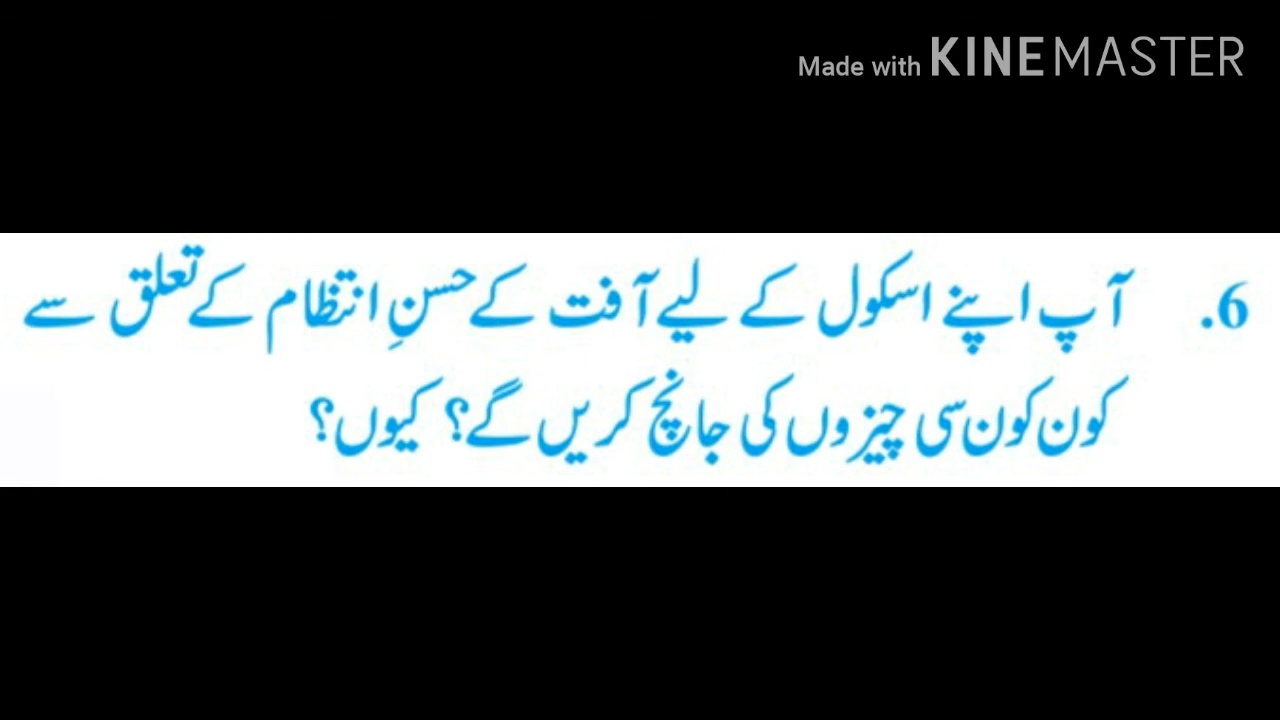 Made with KINEMASTER
6. آپ اپنے اسکول کے لیے آفت کے حسنِ انتظام کے تعلق سے
کون کون سی چیزوں کی جانچ کریں گے؟ کیوں؟